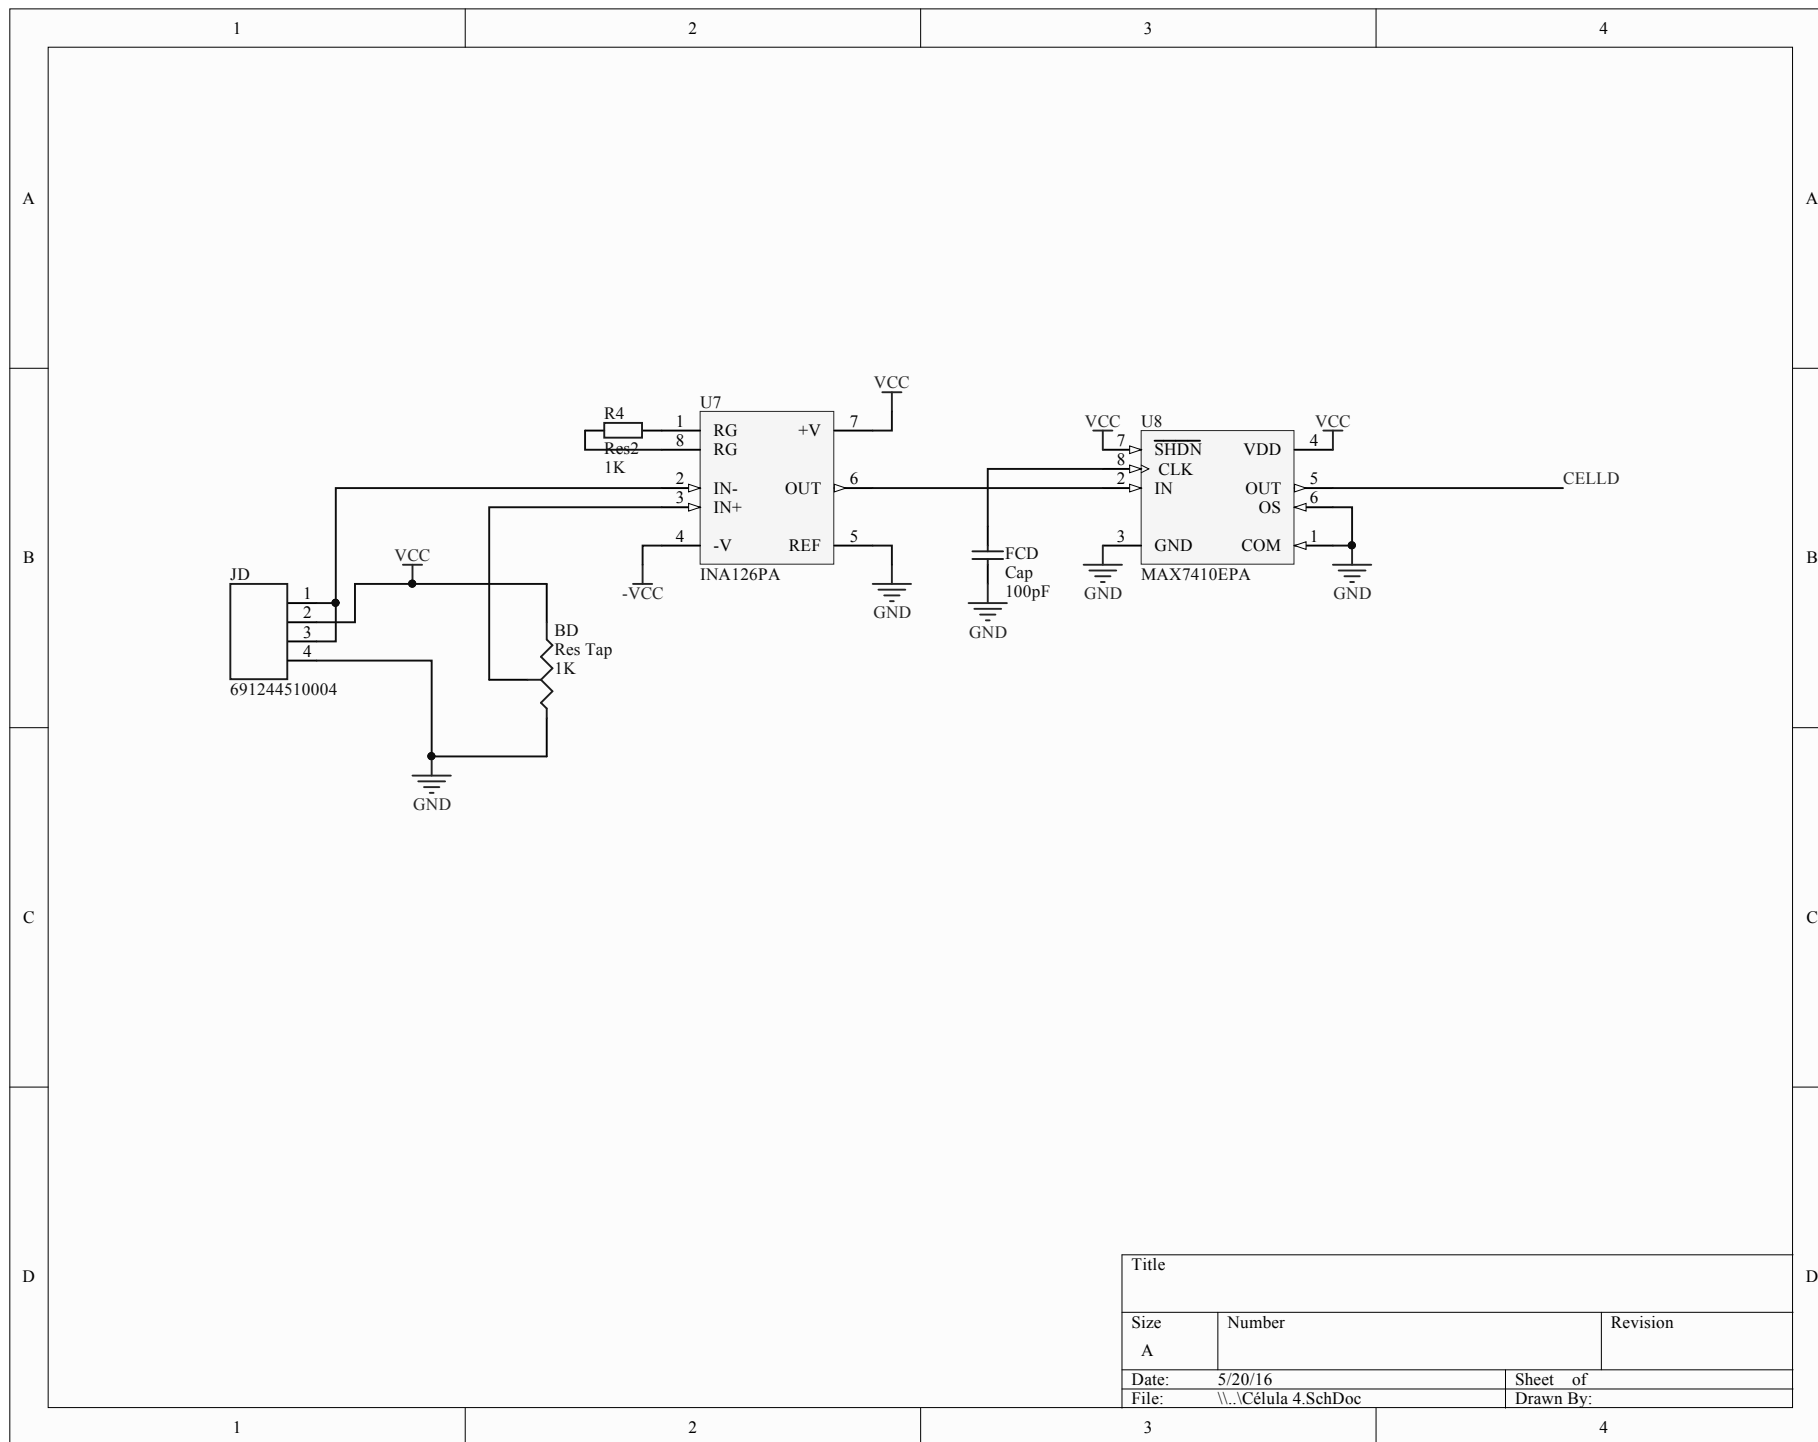 1 2 3 4
A A
VCC
U7
R4
1 RG +V 7
8 RG
Res2
1K
2 IN- OUT 6
3 IN+
4 -V REF 5
-VCC
INA126PA
GND
VCC U8 VCC
7 SHDN VDD 4
8 CLK
2 IN OUT 5 CELLD
OS 6
3 GND COM 1
MAX7410EPA
GND
GND
FCD
Cap
100pF
GND
B B
VCC
JD
1
2
3
4
691244510004
BD
Res Tap
1K
GND
C C
D D
Title
Size Number Revision
A
Date: 5/20/16 Sheet of
File: \\..\Célula 4.SchDoc Drawn By:
1 2 3 4